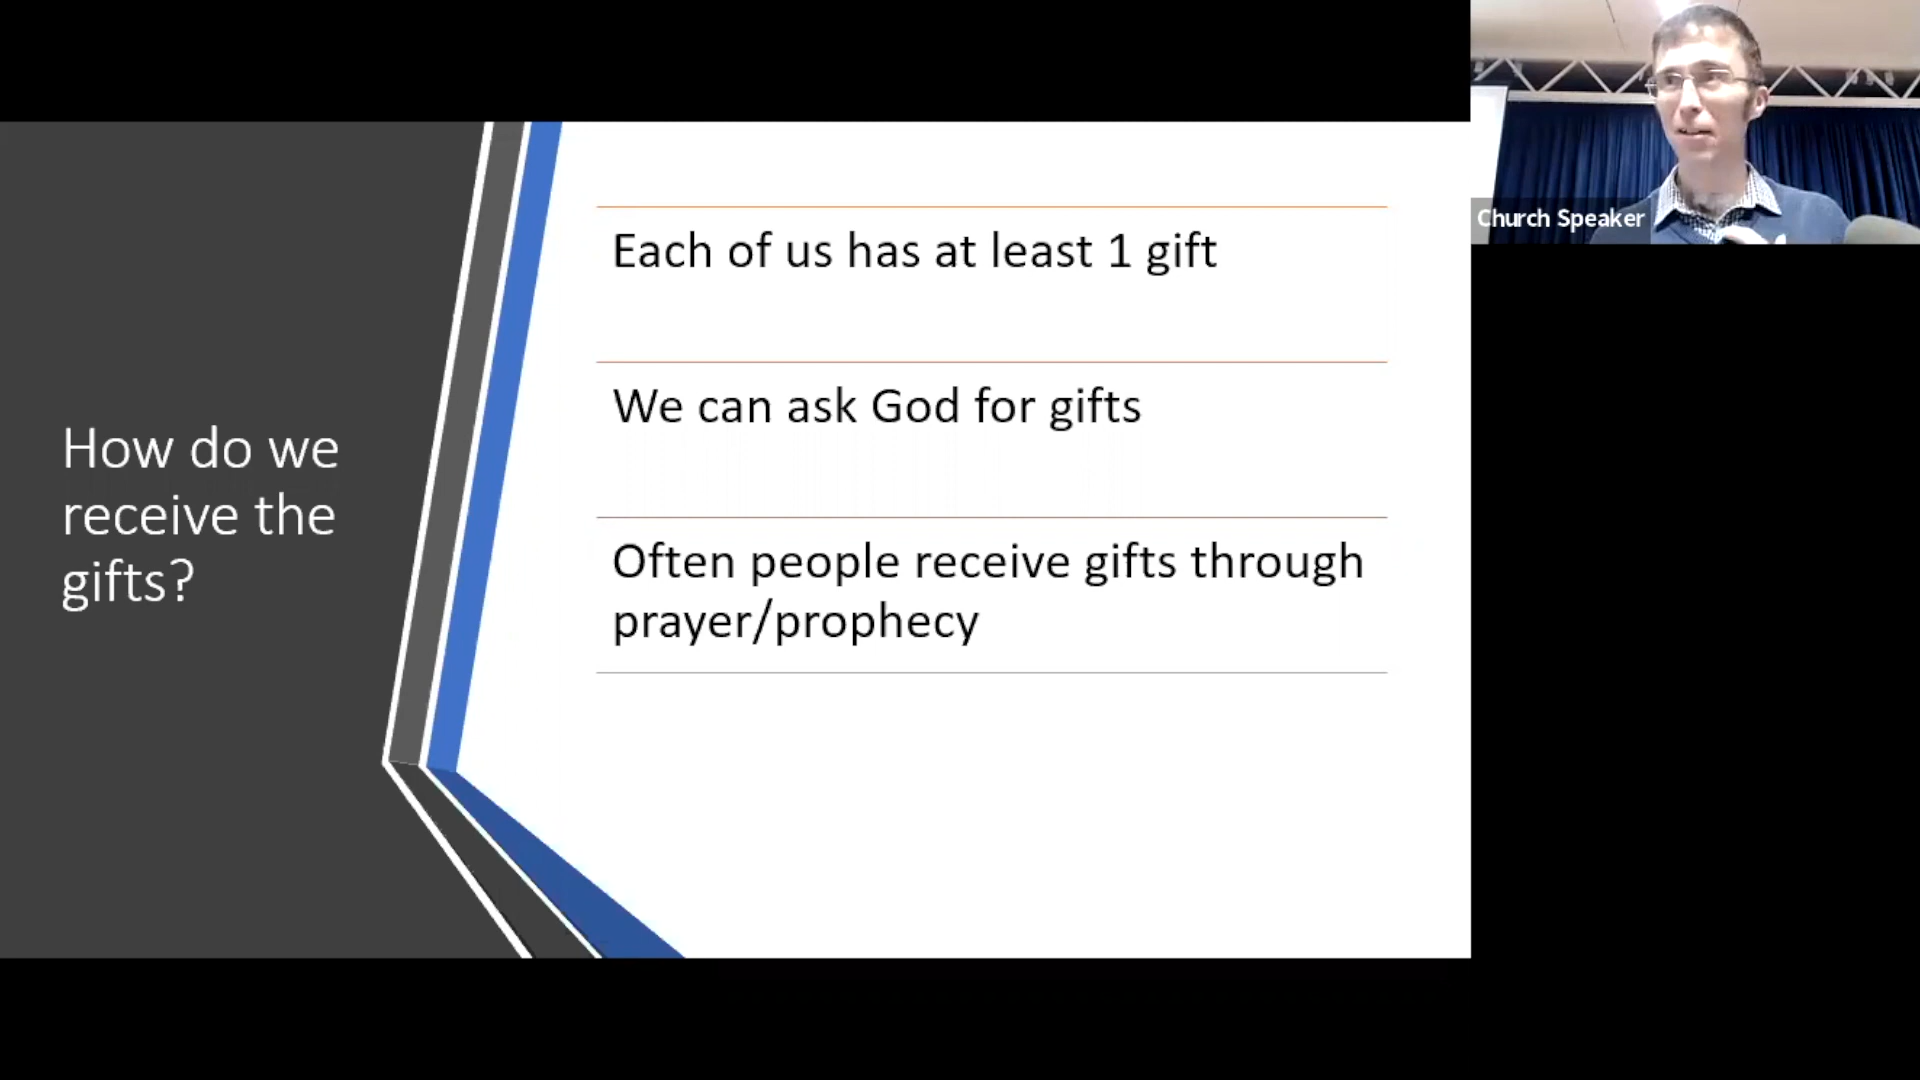 How do we
receive the
gifts?
Each of us has at least 1 gift
We can ask God for gifts
Often people receive gifts through
prayer/prophecy
Church Speaker